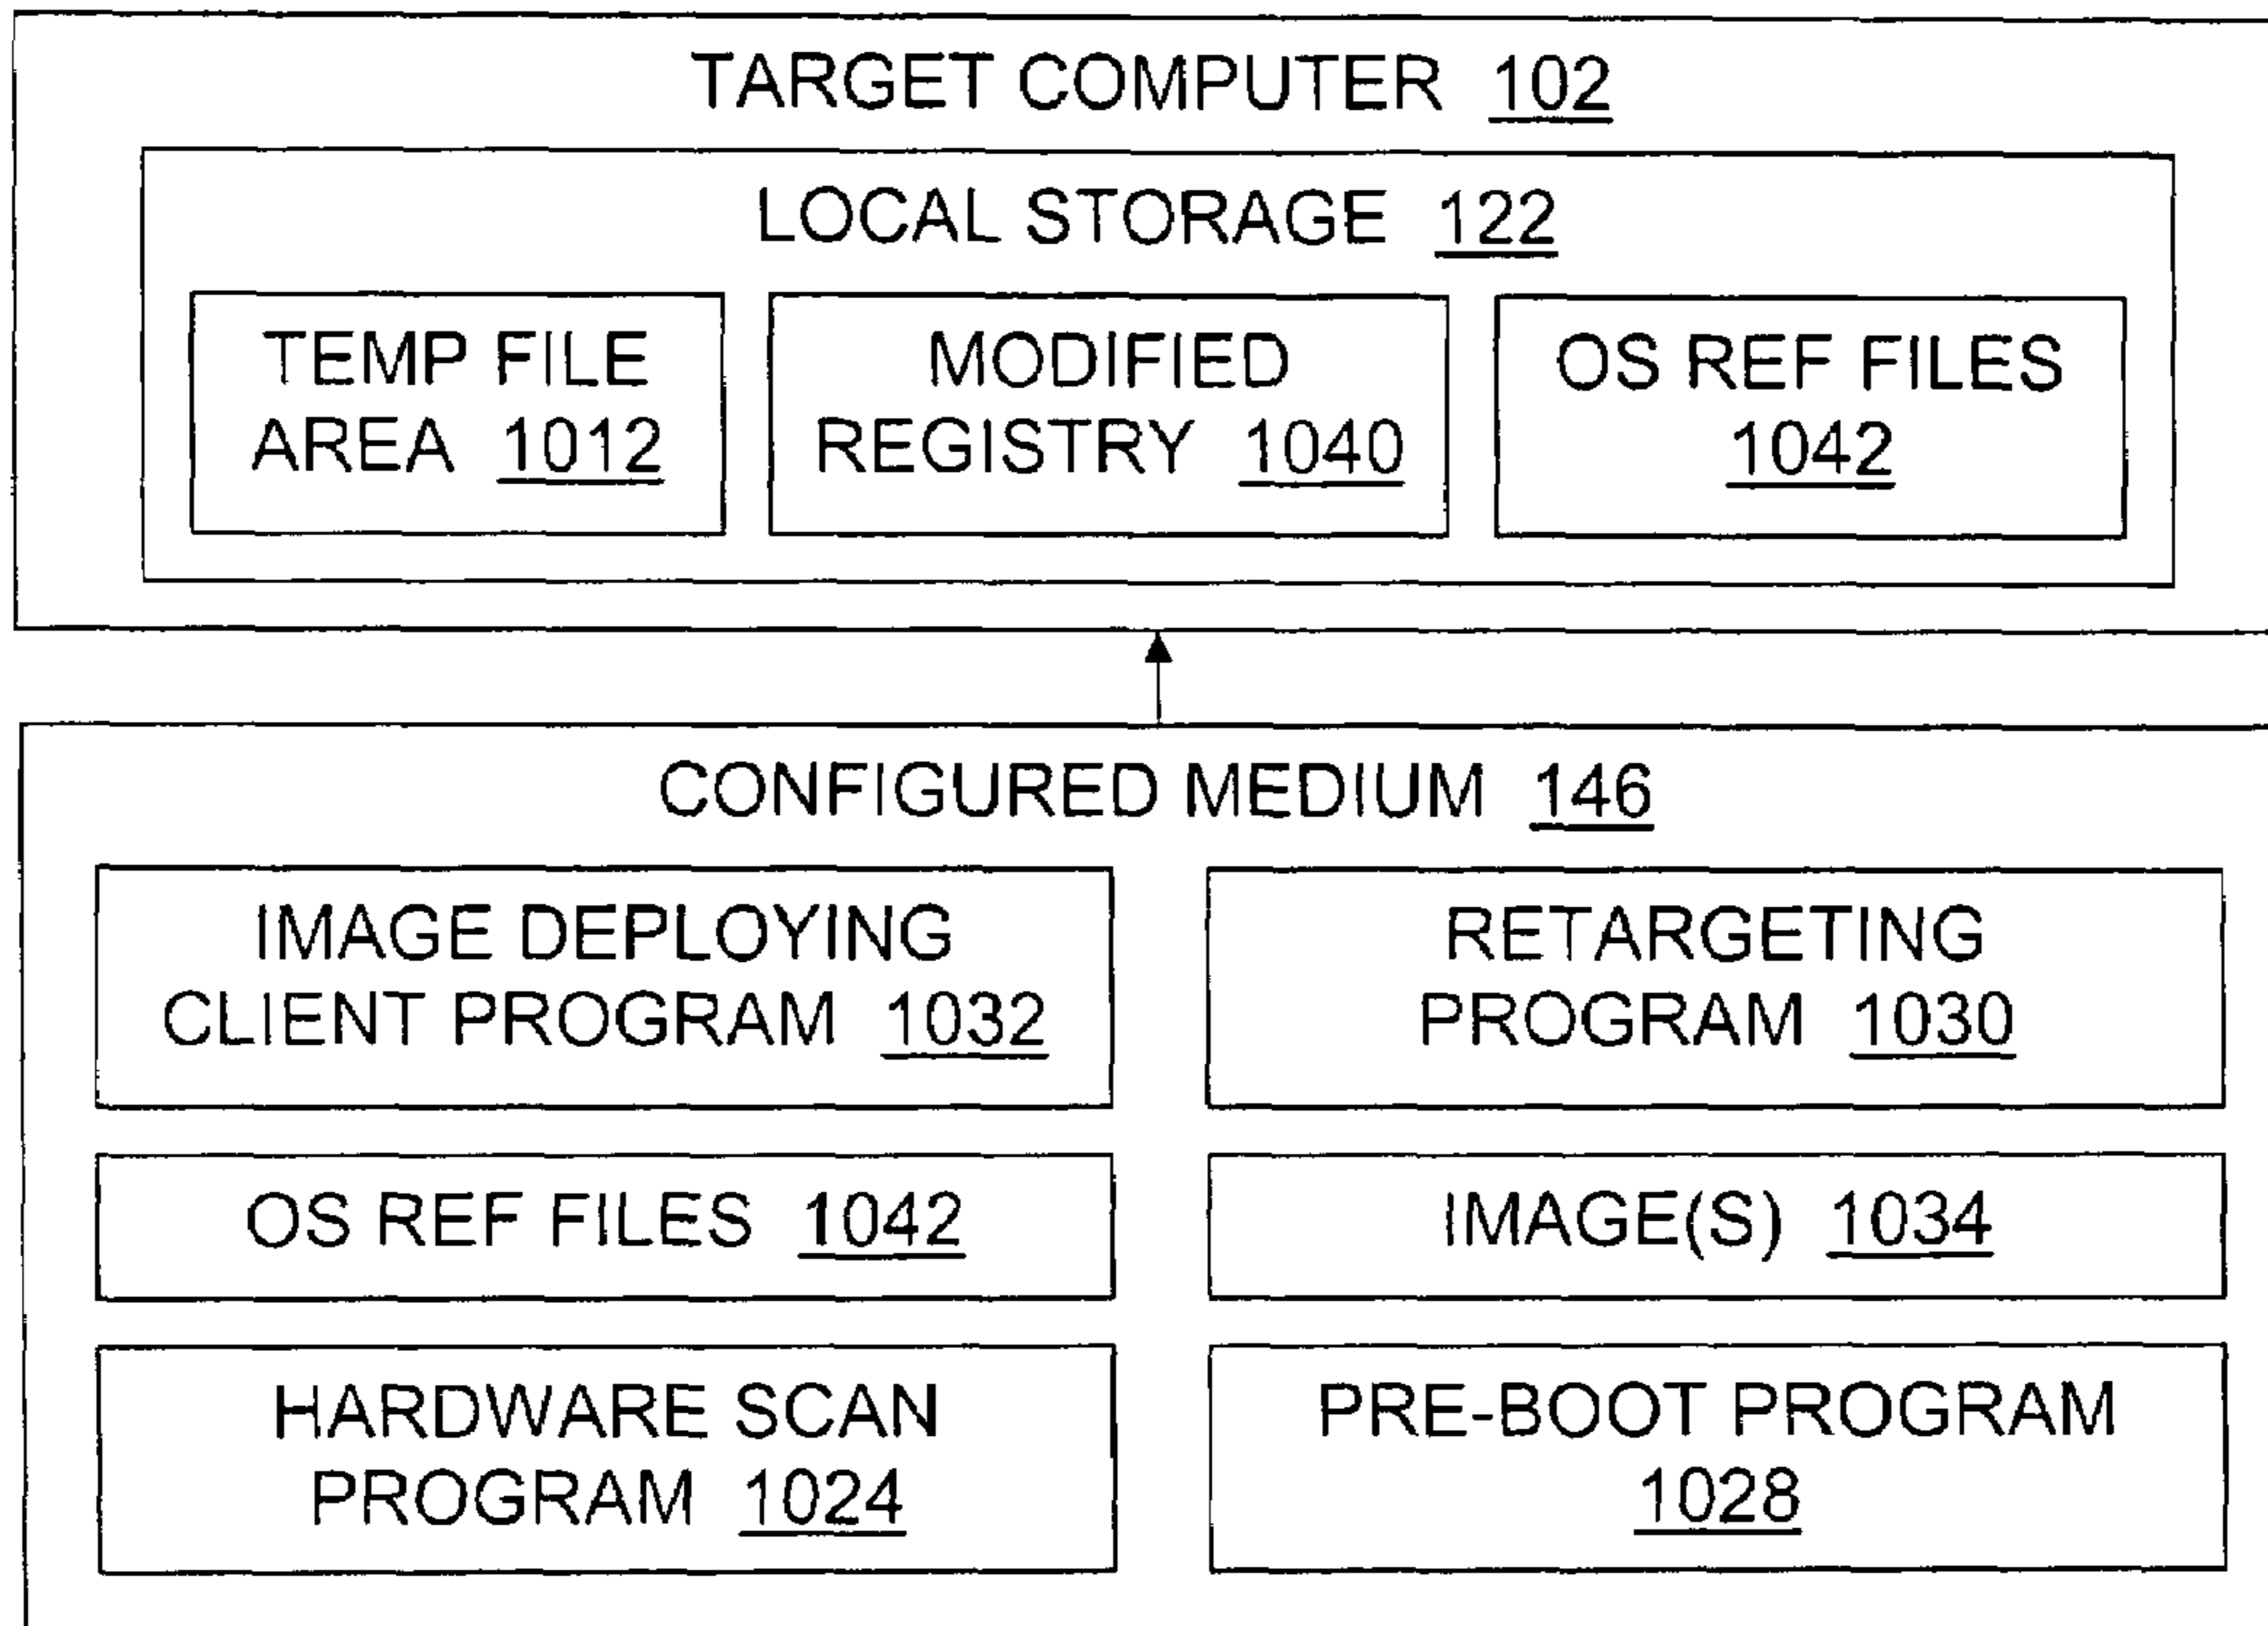 TARGET COMPUTER 102
LOCAL STORAGE 122
TEMP FILE
AREA 1012
MODIFIED
REGISTRY 1040
OS REF FILES
1042
CONFIGURED MEDIUM 146
IMAGE DEPLOYING
CLIENT PROGRAM 1032
RETARGETING
PROGRAM 1030
OS REF FILES 1042
IMAGE(S) 1034
HARDWARE SCAN
PROGRAM 1024
PRE-BOOT PROGRAM
1028